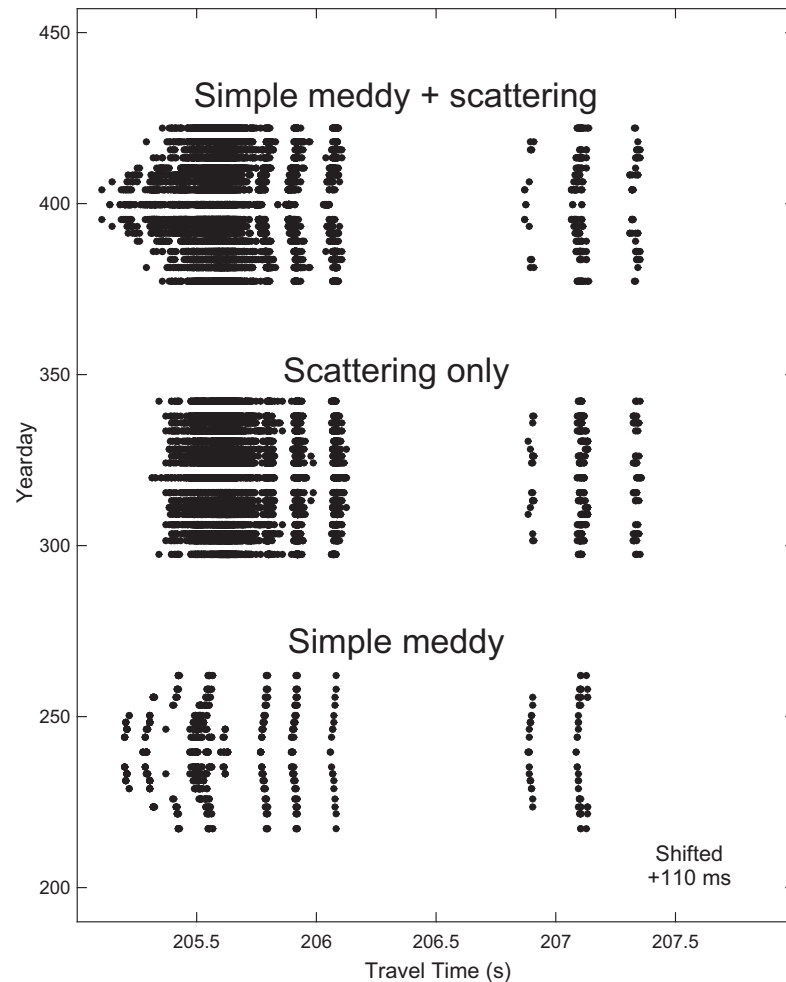 450
Simple meddy + scattering
400
350
Scattering only
Yearday
300
Simple meddy
250
Shifted
+110 ms
200
205.5 206 206.5 207 207.5
Travel Time (s)